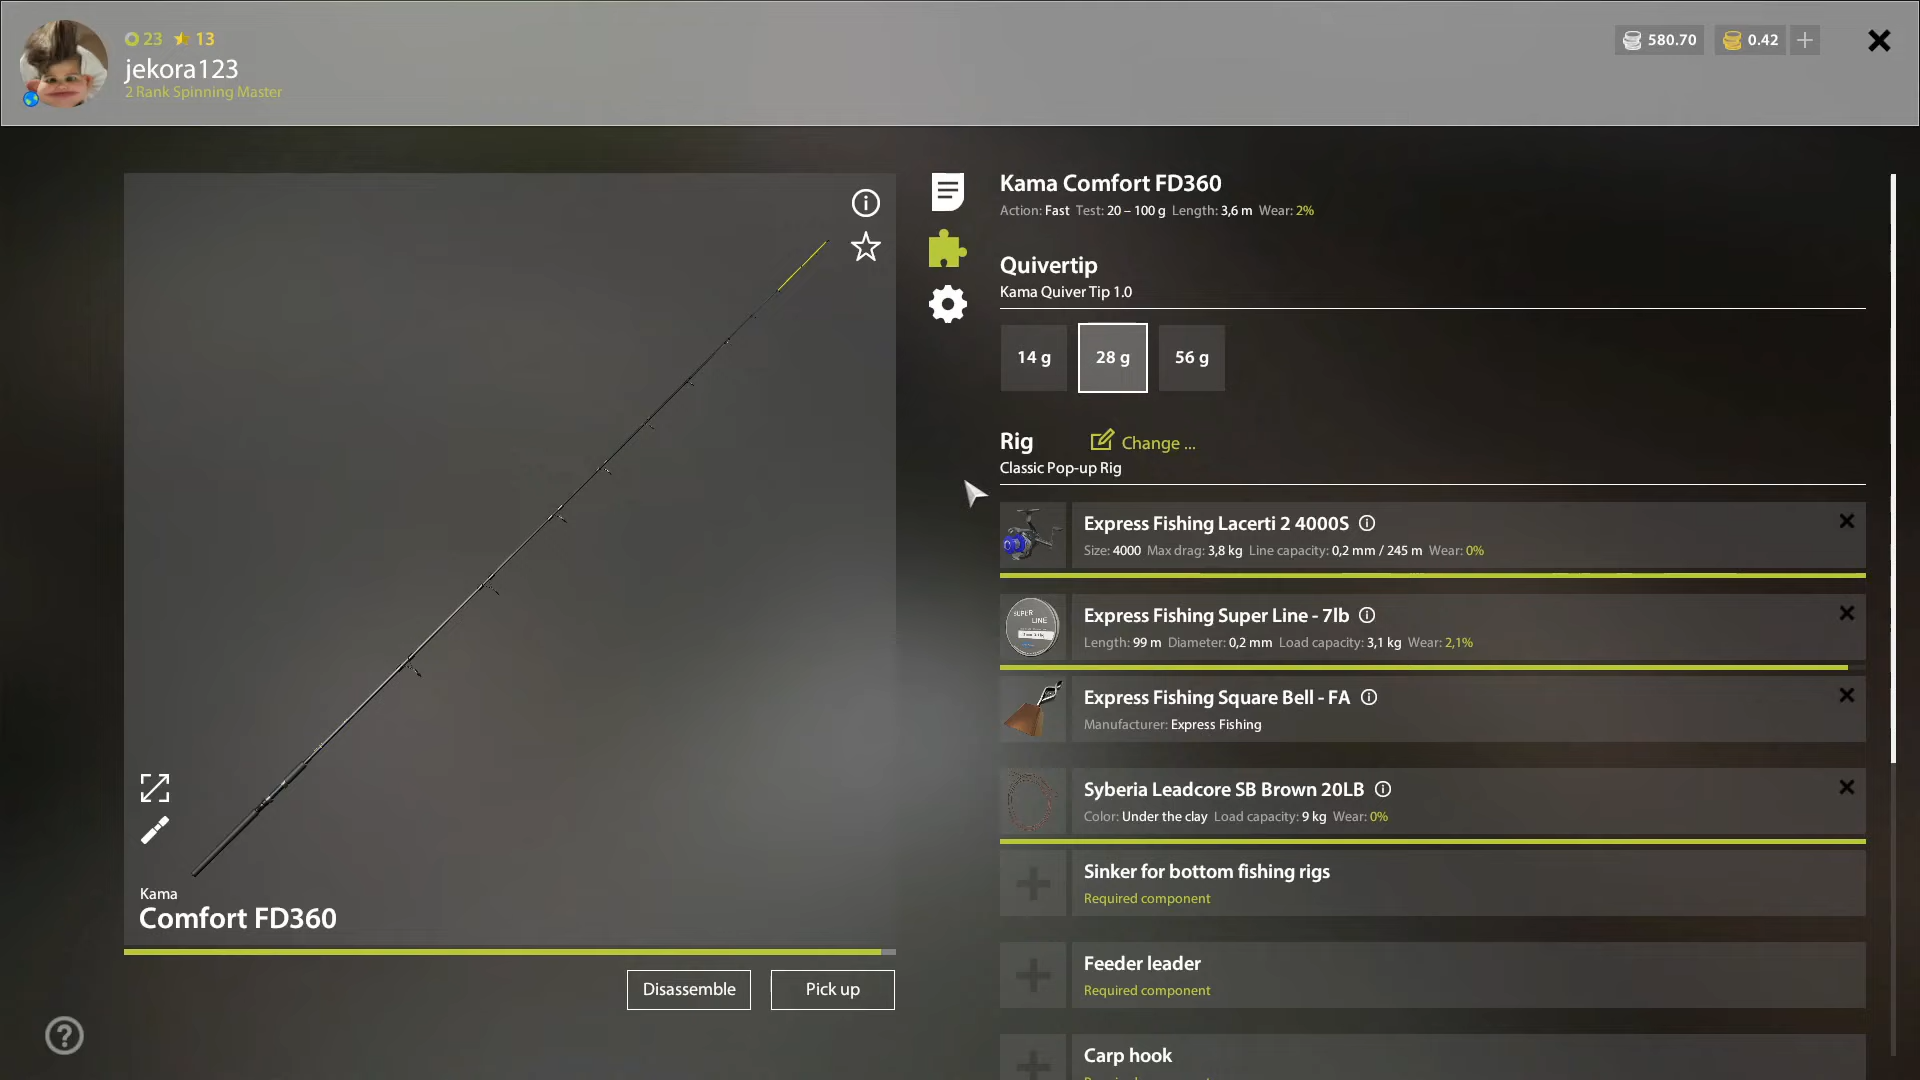 23 13
jekora123
2 Rank Spinning Master
580.70 0.42
Kama Comfort FD360
Action: Fast Test: 20 – 100 g Length: 3,6 m Wear: 2%
Quivertip
Kama Quiver Tip 1.0
14 g 28 g 56 g
Rig Change ...
Classic Pop-up Rig
Express Fishing Lacerti 2 4000S
Size: 4000 Max drag: 3,8 kg Line capacity: 0,2 mm / 245 m Wear: 0%
SUPER
LINE
Express Fishing Super Line - 7lb
Length: 99 m Diameter: 0,2 mm Load capacity: 3,1 kg Wear: 2,1%
Express Fishing Square Bell - FA
Manufacturer: Express Fishing
Syberia Leadcore SB Brown 20LB
Color: Under the clay Load capacity: 9 kg Wear: 0%
Sinker for bottom fishing rigs
Required component
Feeder leader
Required component
Carp hook
Kama
Comfort FD360
Disassemble Pick up